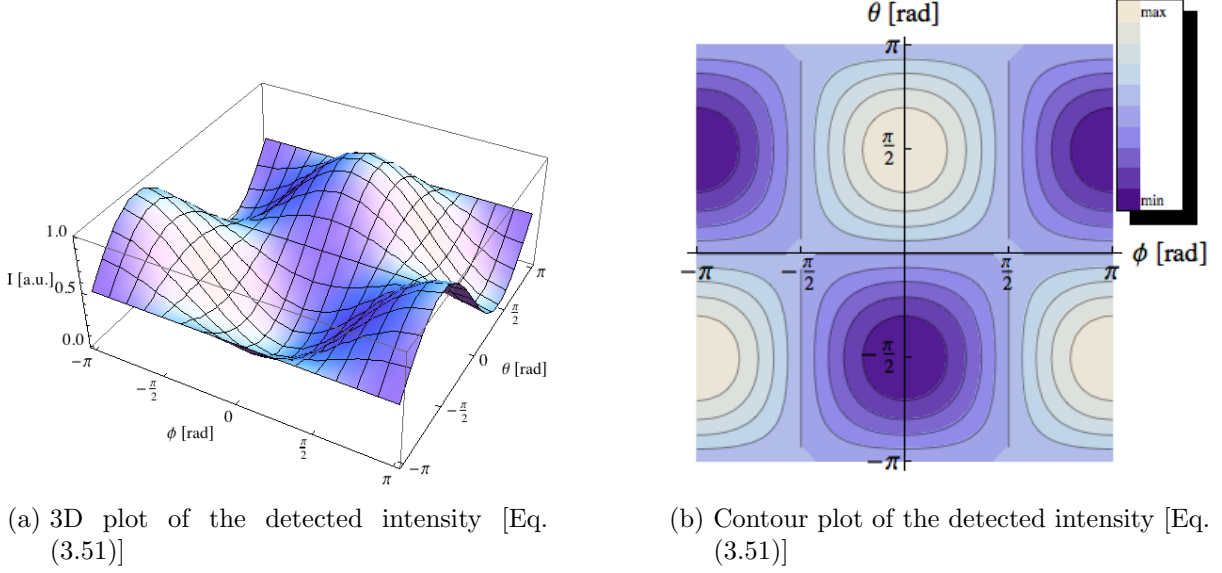 1.0
I [a.u.]
0.5
0.0
−π
−π/2
0
π/2
π
ϕ [rad]
π
π/2
0
θ [rad]
−π/2
−π
θ [rad]
max
min
π
π/2
−π
−π/2
π/2
π
ϕ [rad]
−π/2
−π
(a) 3D plot of the detected intensity [Eq.
(3.51)]
(b) Contour plot of the detected intensity [Eq.
(3.51)]